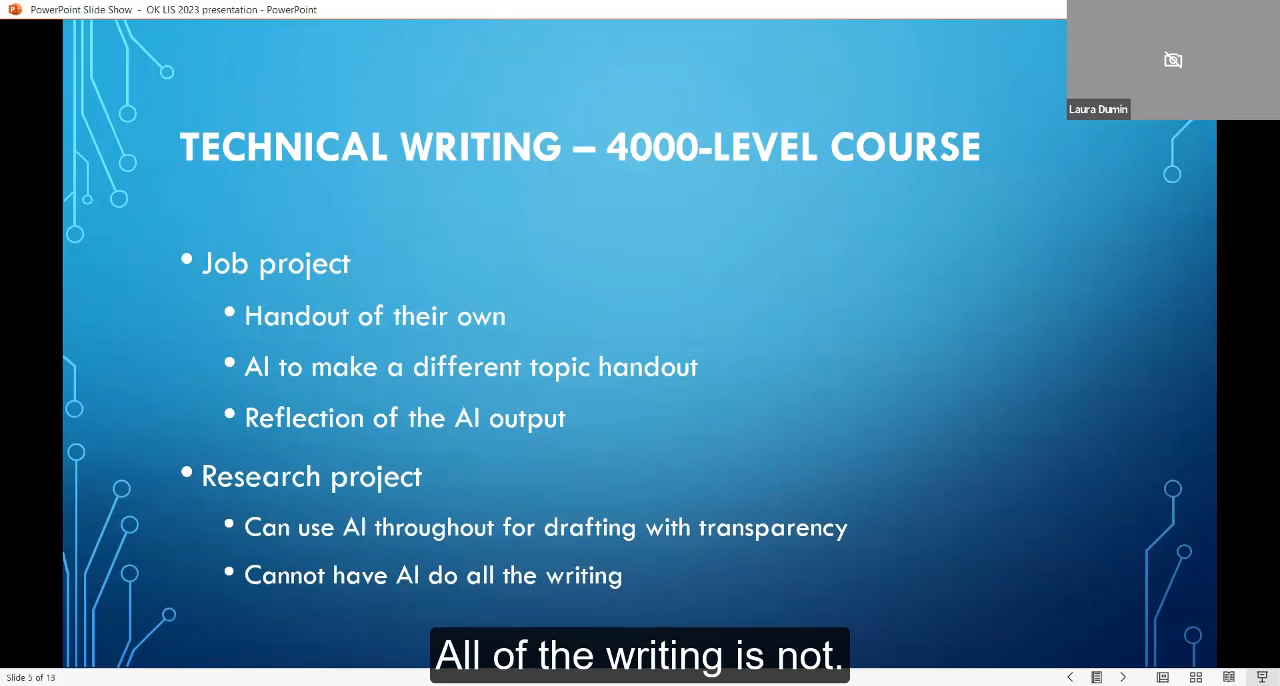 PowerPoint Slide Show - OK LIS 2023 presentation - PowerPoint
Laura Dumin
TECHNICAL WRITING – 4000-LEVEL COURSE
• Job project
• Handout of their own
• AI to make a different topic handout
• Reflection of the AI output
• Research project
• Can use AI throughout for drafting with transparency
• Cannot have AI do all the writing
All of the writing is not.
Slide 5 of 13